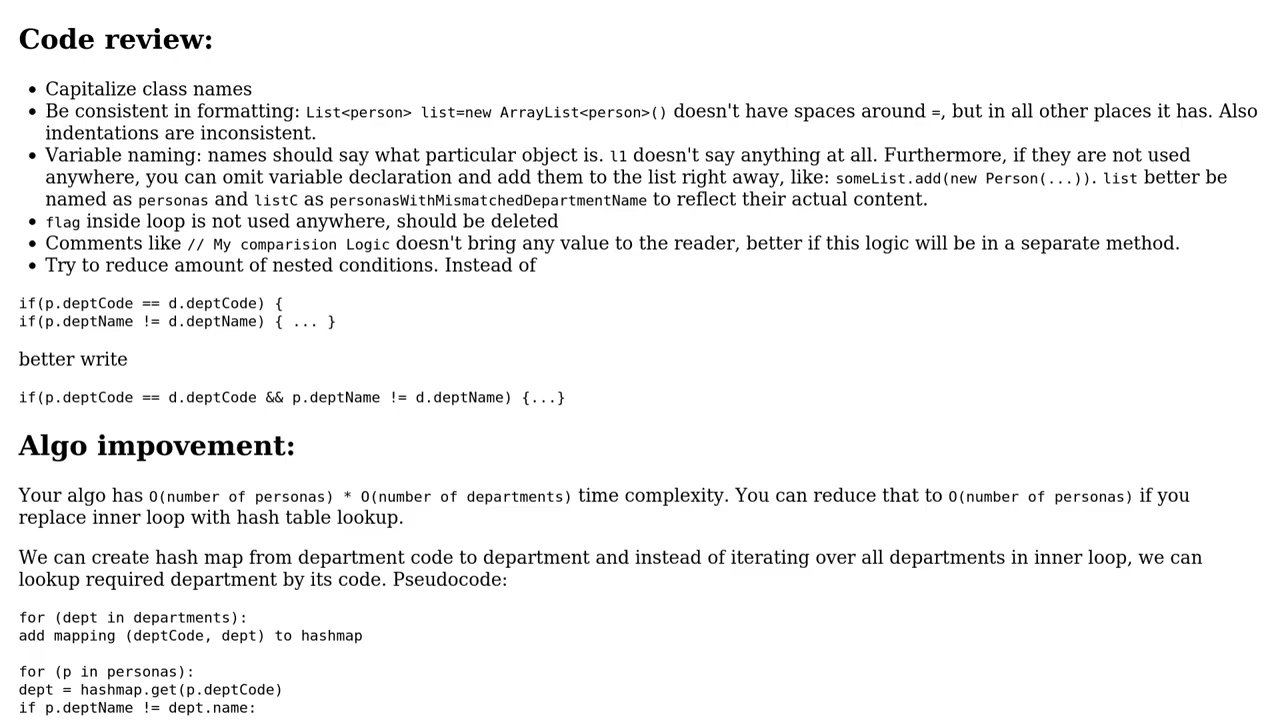 Code review:
• Capitalize class names
• Be consistent in formatting: List<person> list=new ArrayList<person>() doesn't have spaces around =, but in all other places it has. Also
indentations are inconsistent.
• Variable naming: names should say what particular object is. l1 doesn't say anything at all. Furthermore, if they are not used
anywhere, you can omit variable declaration and add them to the list right away, like: someList.add(new Person(...)). list better be
named as personas and listC as personasWithMismatchedDepartmentName to reflect their actual content.
• flag inside loop is not used anywhere, should be deleted
• Comments like // My comparision Logic doesn't bring any value to the reader, better if this logic will be in a separate method.
• Try to reduce amount of nested conditions. Instead of
if(p.deptCode == d.deptCode) {
if(p.deptName != d.deptName) { ... }
better write
if(p.deptCode == d.deptCode && p.deptName != d.deptName) {...}
Algo impovement:
Your algo has O(number of personas) * O(number of departments) time complexity. You can reduce that to O(number of personas) if you
replace inner loop with hash table lookup.
We can create hash map from department code to department and instead of iterating over all departments in inner loop, we can
lookup required department by its code. Pseudocode:
for (dept in departments):
add mapping (deptCode, dept) to hashmap
for (p in personas):
dept = hashmap.get(p.deptCode)
if p.deptName != dept.name: